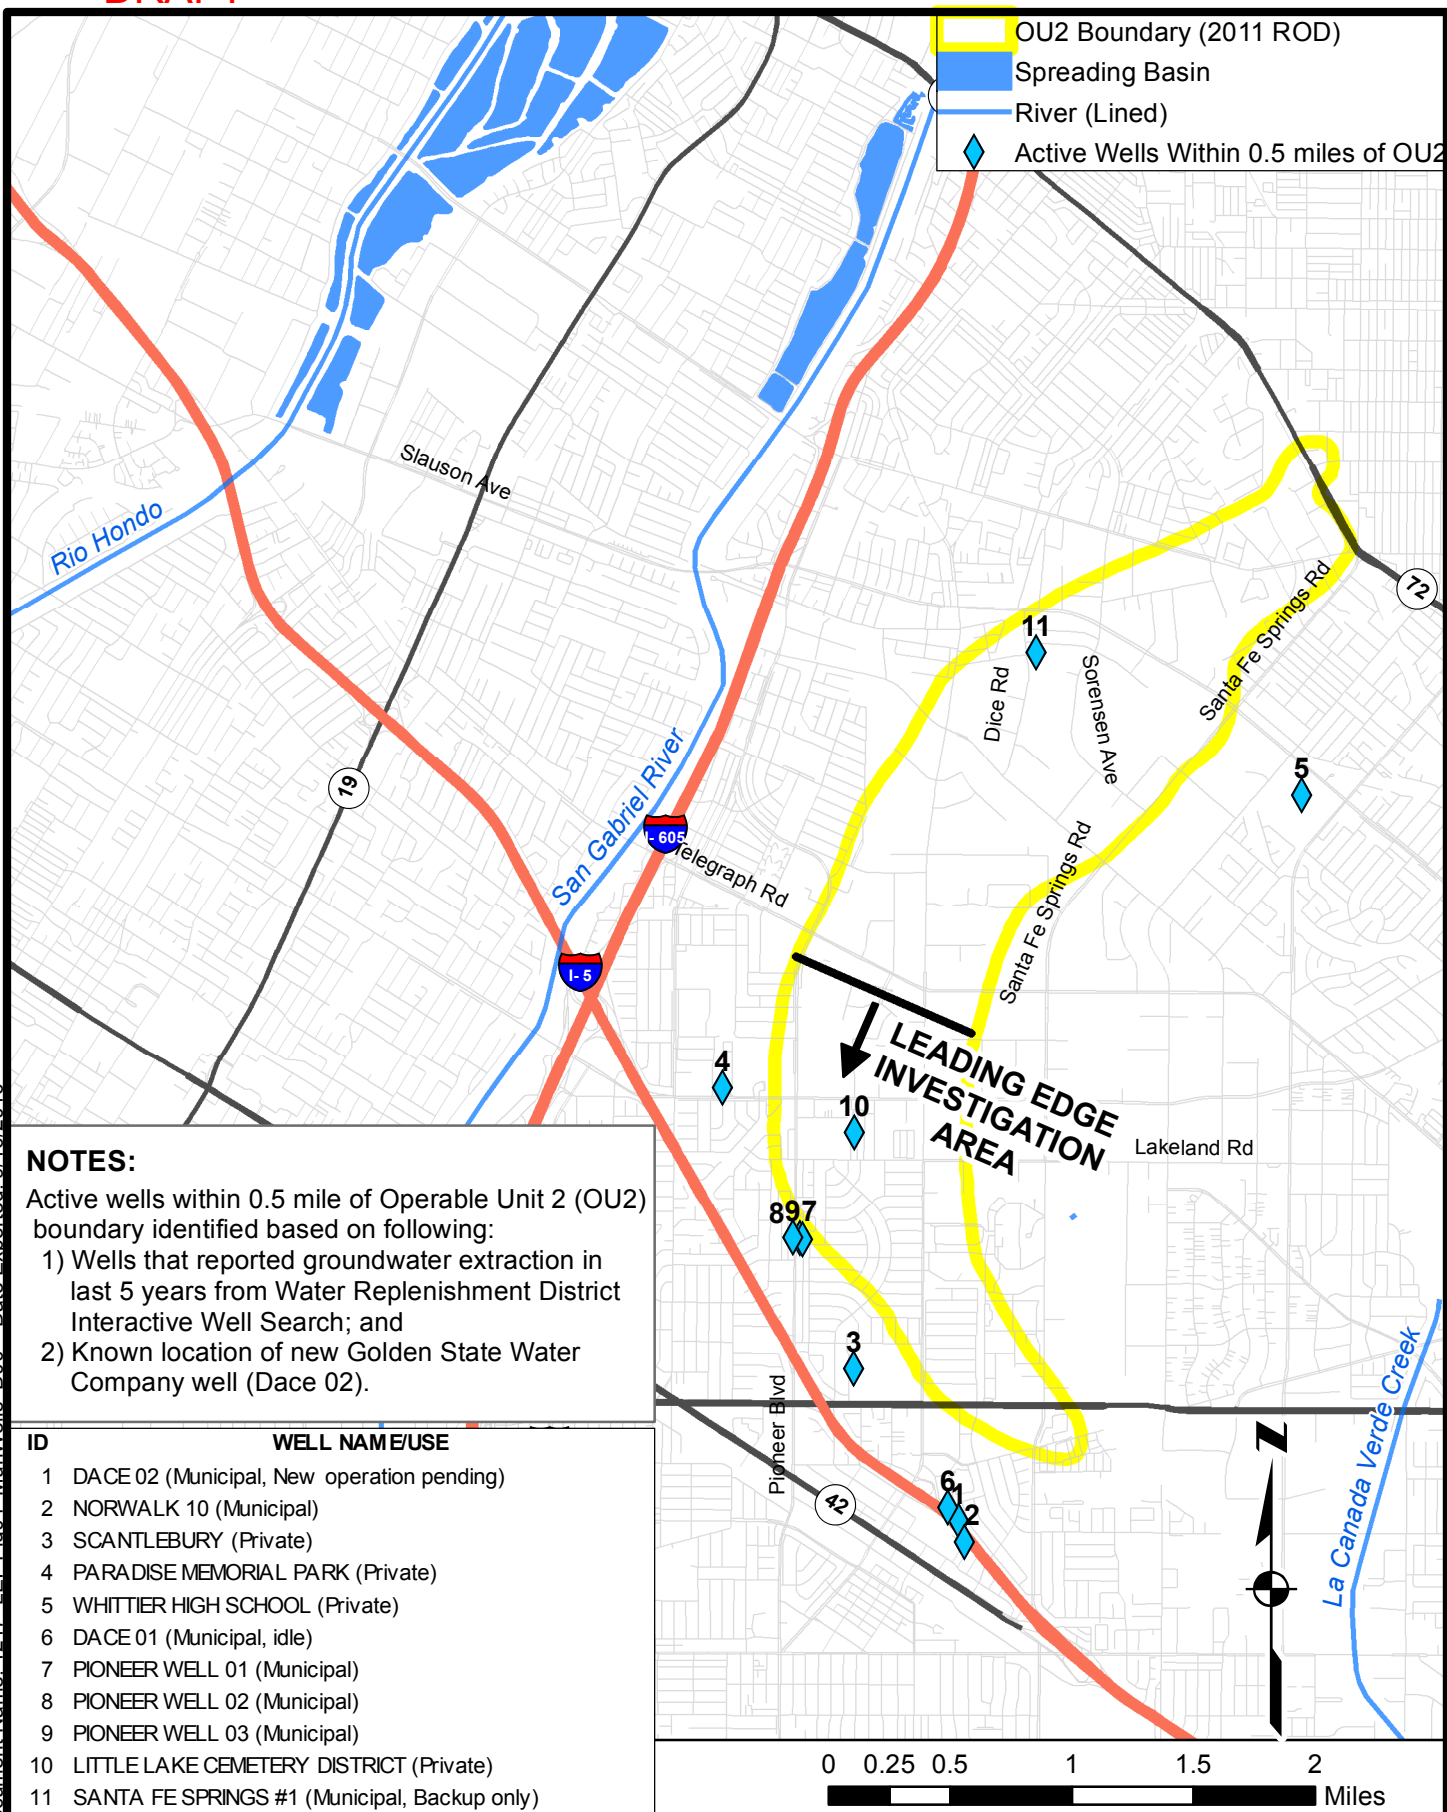 OU2 Boundary (2011 ROD)
Spreading Basin
River (Lined)
Active Wells Within 0.5 miles of OU2
Slauson Ave
Rio Hondo
72
Santa Fe Springs Rd
11
Dice Rd
Sorensen Ave
5
19
San Gabriel River
I-605
Telegraph Rd
Santa Fe Springs Rd
I-5
LEADING EDGE
INVESTIGATION
AREA
4
10
Lakeland Rd
897
3
Pioneer Blvd
La Canada Verde Creek
6
1
2
42
Z
NOTES:
Active wells within 0.5 mile of Operable Unit 2 (OU2)
boundary identified based on following:
1) Wells that reported groundwater extraction in
last 5 years from Water Replenishment District
Interactive Well Search; and
2) Known location of new Golden State Water
Company well (Dace 02).
ID WELL NAME/USE
1 DACE 02 (Municipal, New operation pending)
2 NORWALK 10 (Municipal)
3 SCANTLEBURY (Private)
4 PARADISE MEMORIAL PARK (Private)
5 WHITTIER HIGH SCHOOL (Private)
6 DACE 01 (Municipal, idle)
7 PIONEER WELL 01 (Municipal)
8 PIONEER WELL 02 (Municipal)
9 PIONEER WELL 03 (Municipal)
10 LITTLE LAKE CEMETERY DISTRICT (Private)
11 SANTA FE SPRINGS #1 (Municipal, Backup only)
0 0.25 0.5 1 1.5 2
Miles